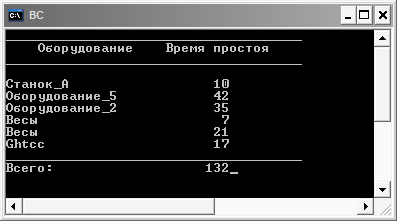 BC
Оборудование Время простоя
Станок_А 10
Оборудование_5 42
Оборудование_2 35
Весы 7
Весы 21
Ghtcc 17
Всего: 132_